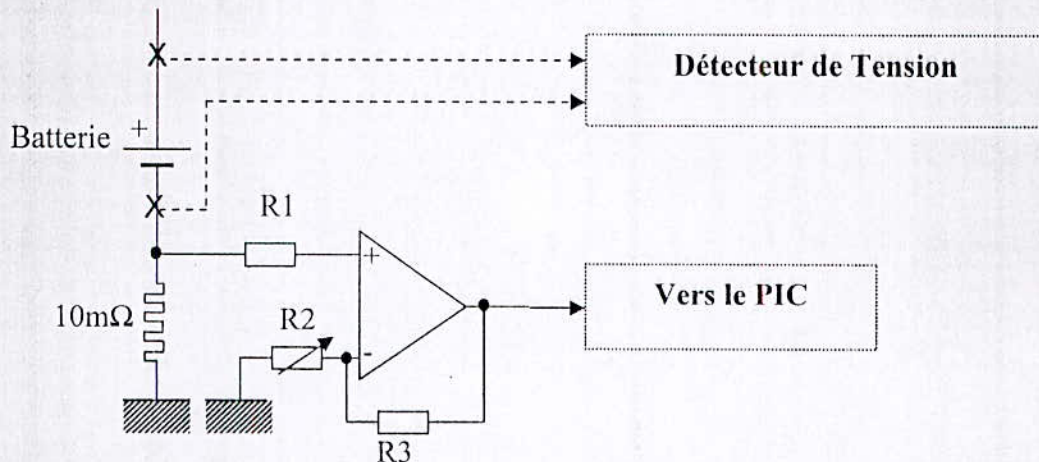 Détecteur de Tension
+
Batterie
R1
+
10mΩ
R2
Vers le PIC
-
R3